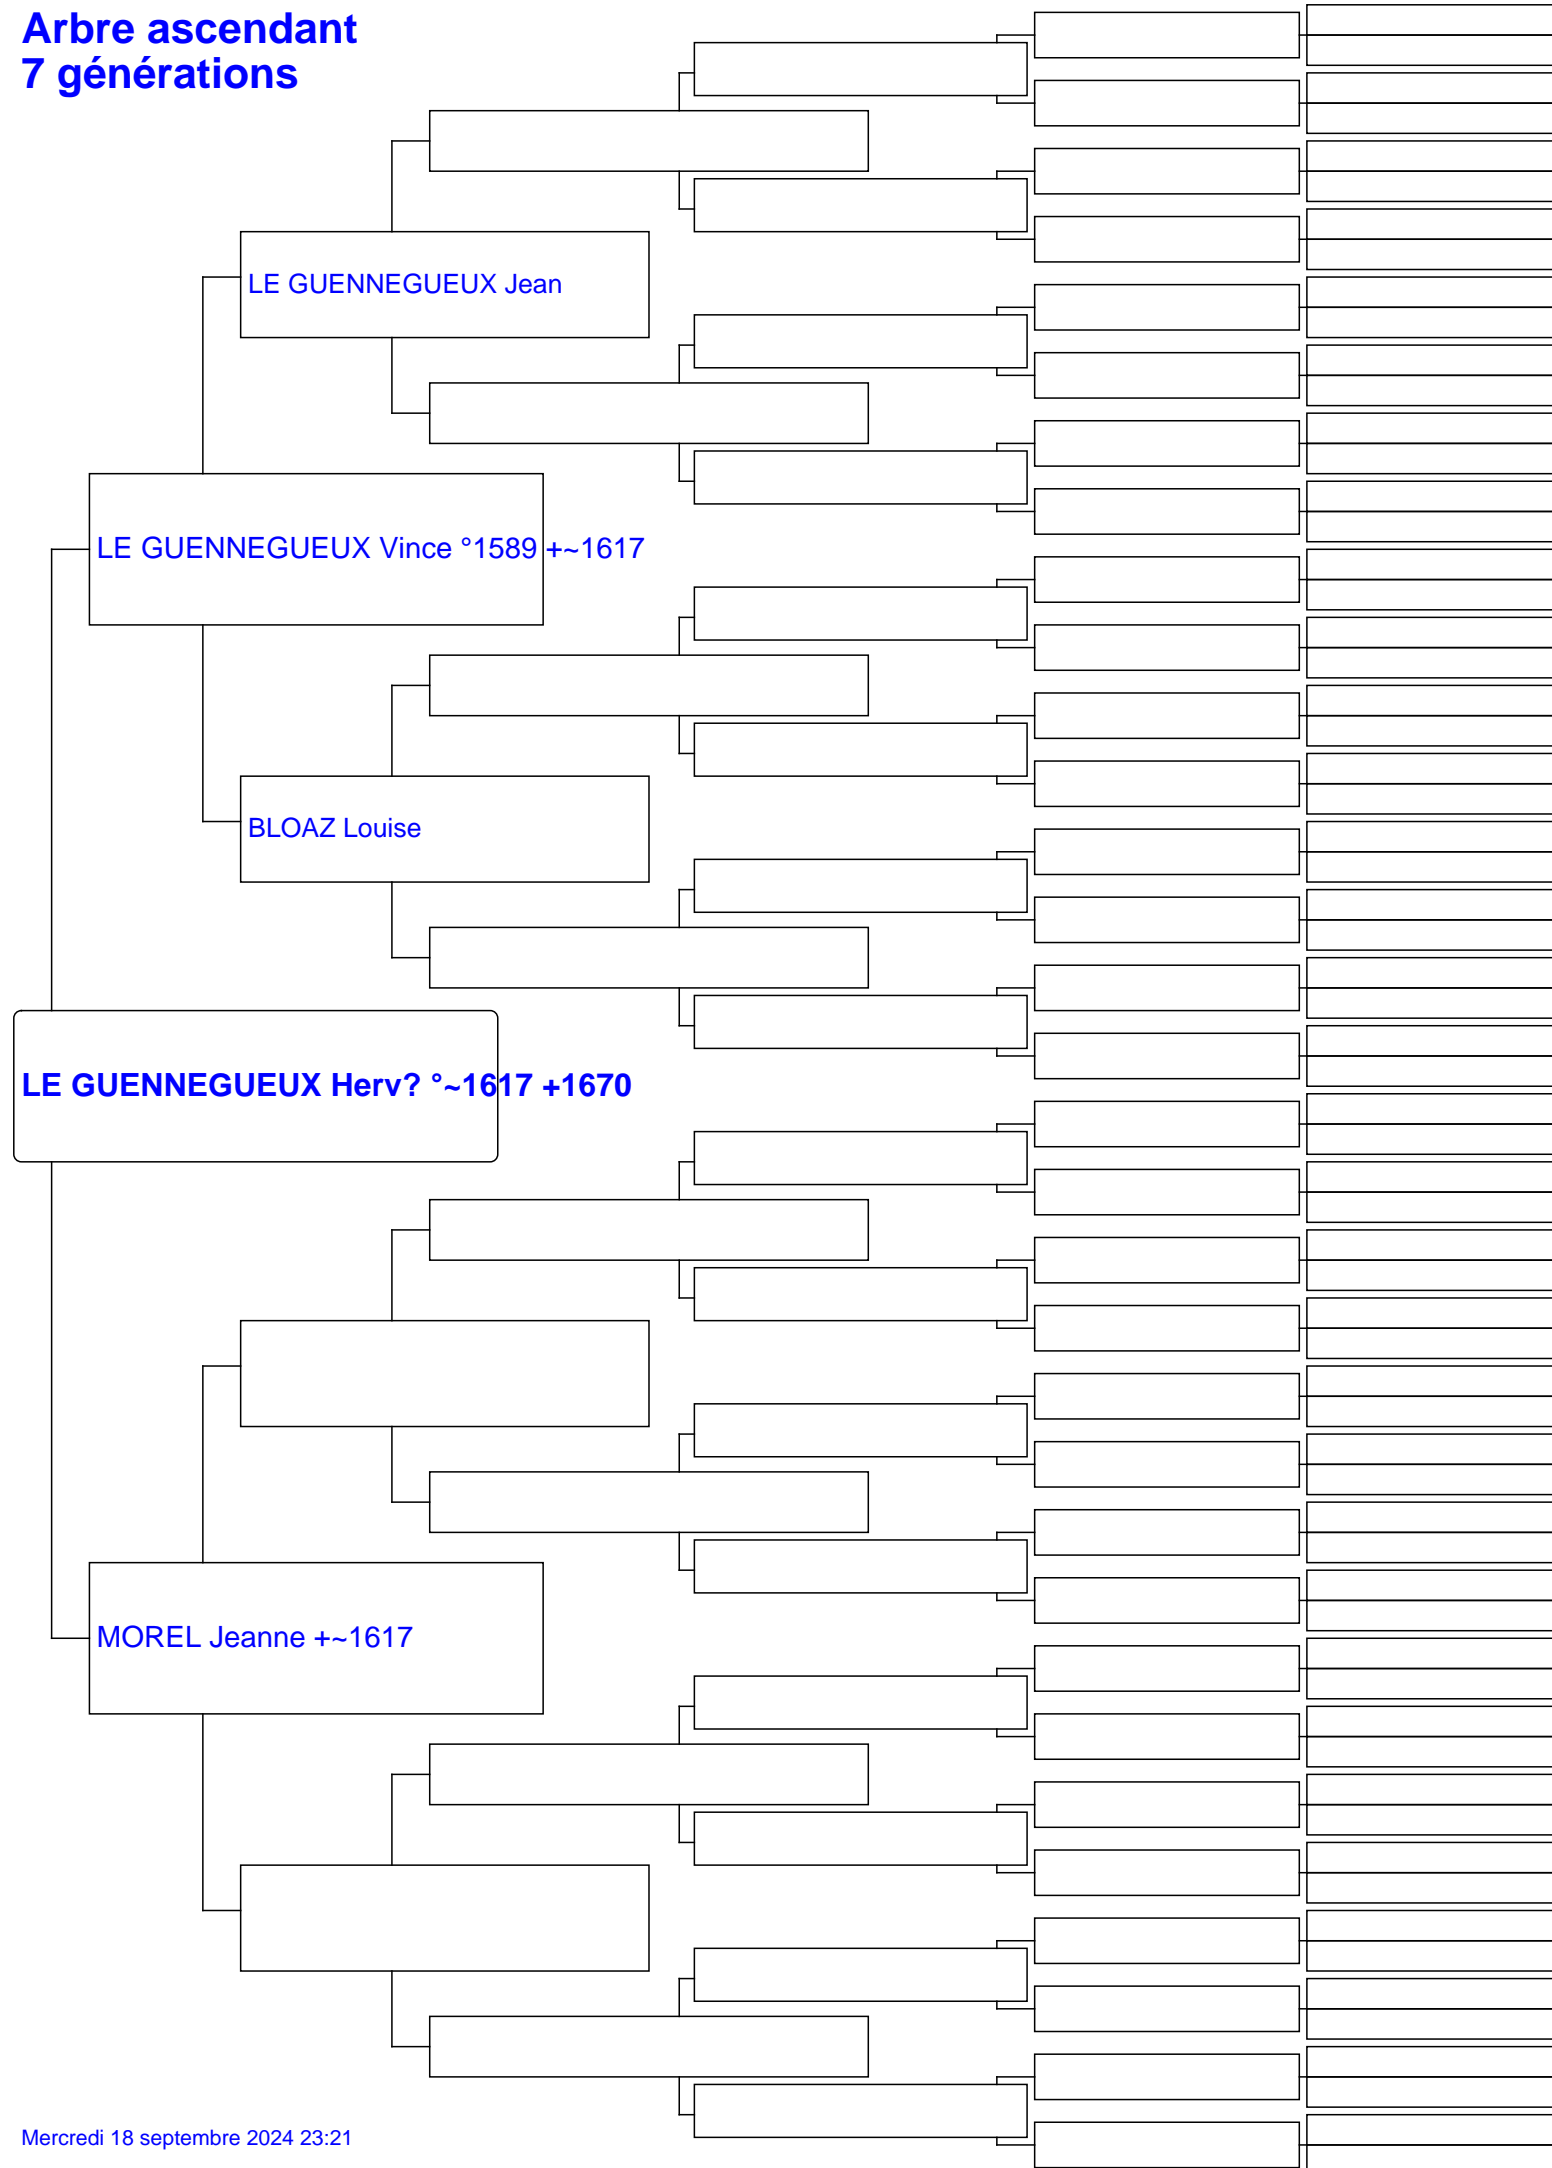 Arbre ascendant
7 générations
LE GUENNEGUEUX Jean
LE GUENNEGUEUX Vince °1589 +~1617
BLOAZ Louise
LE GUENNEGUEUX Herv? °~1617 +1670
MOREL Jeanne +~1617
Mercredi 18 septembre 2024 23:21